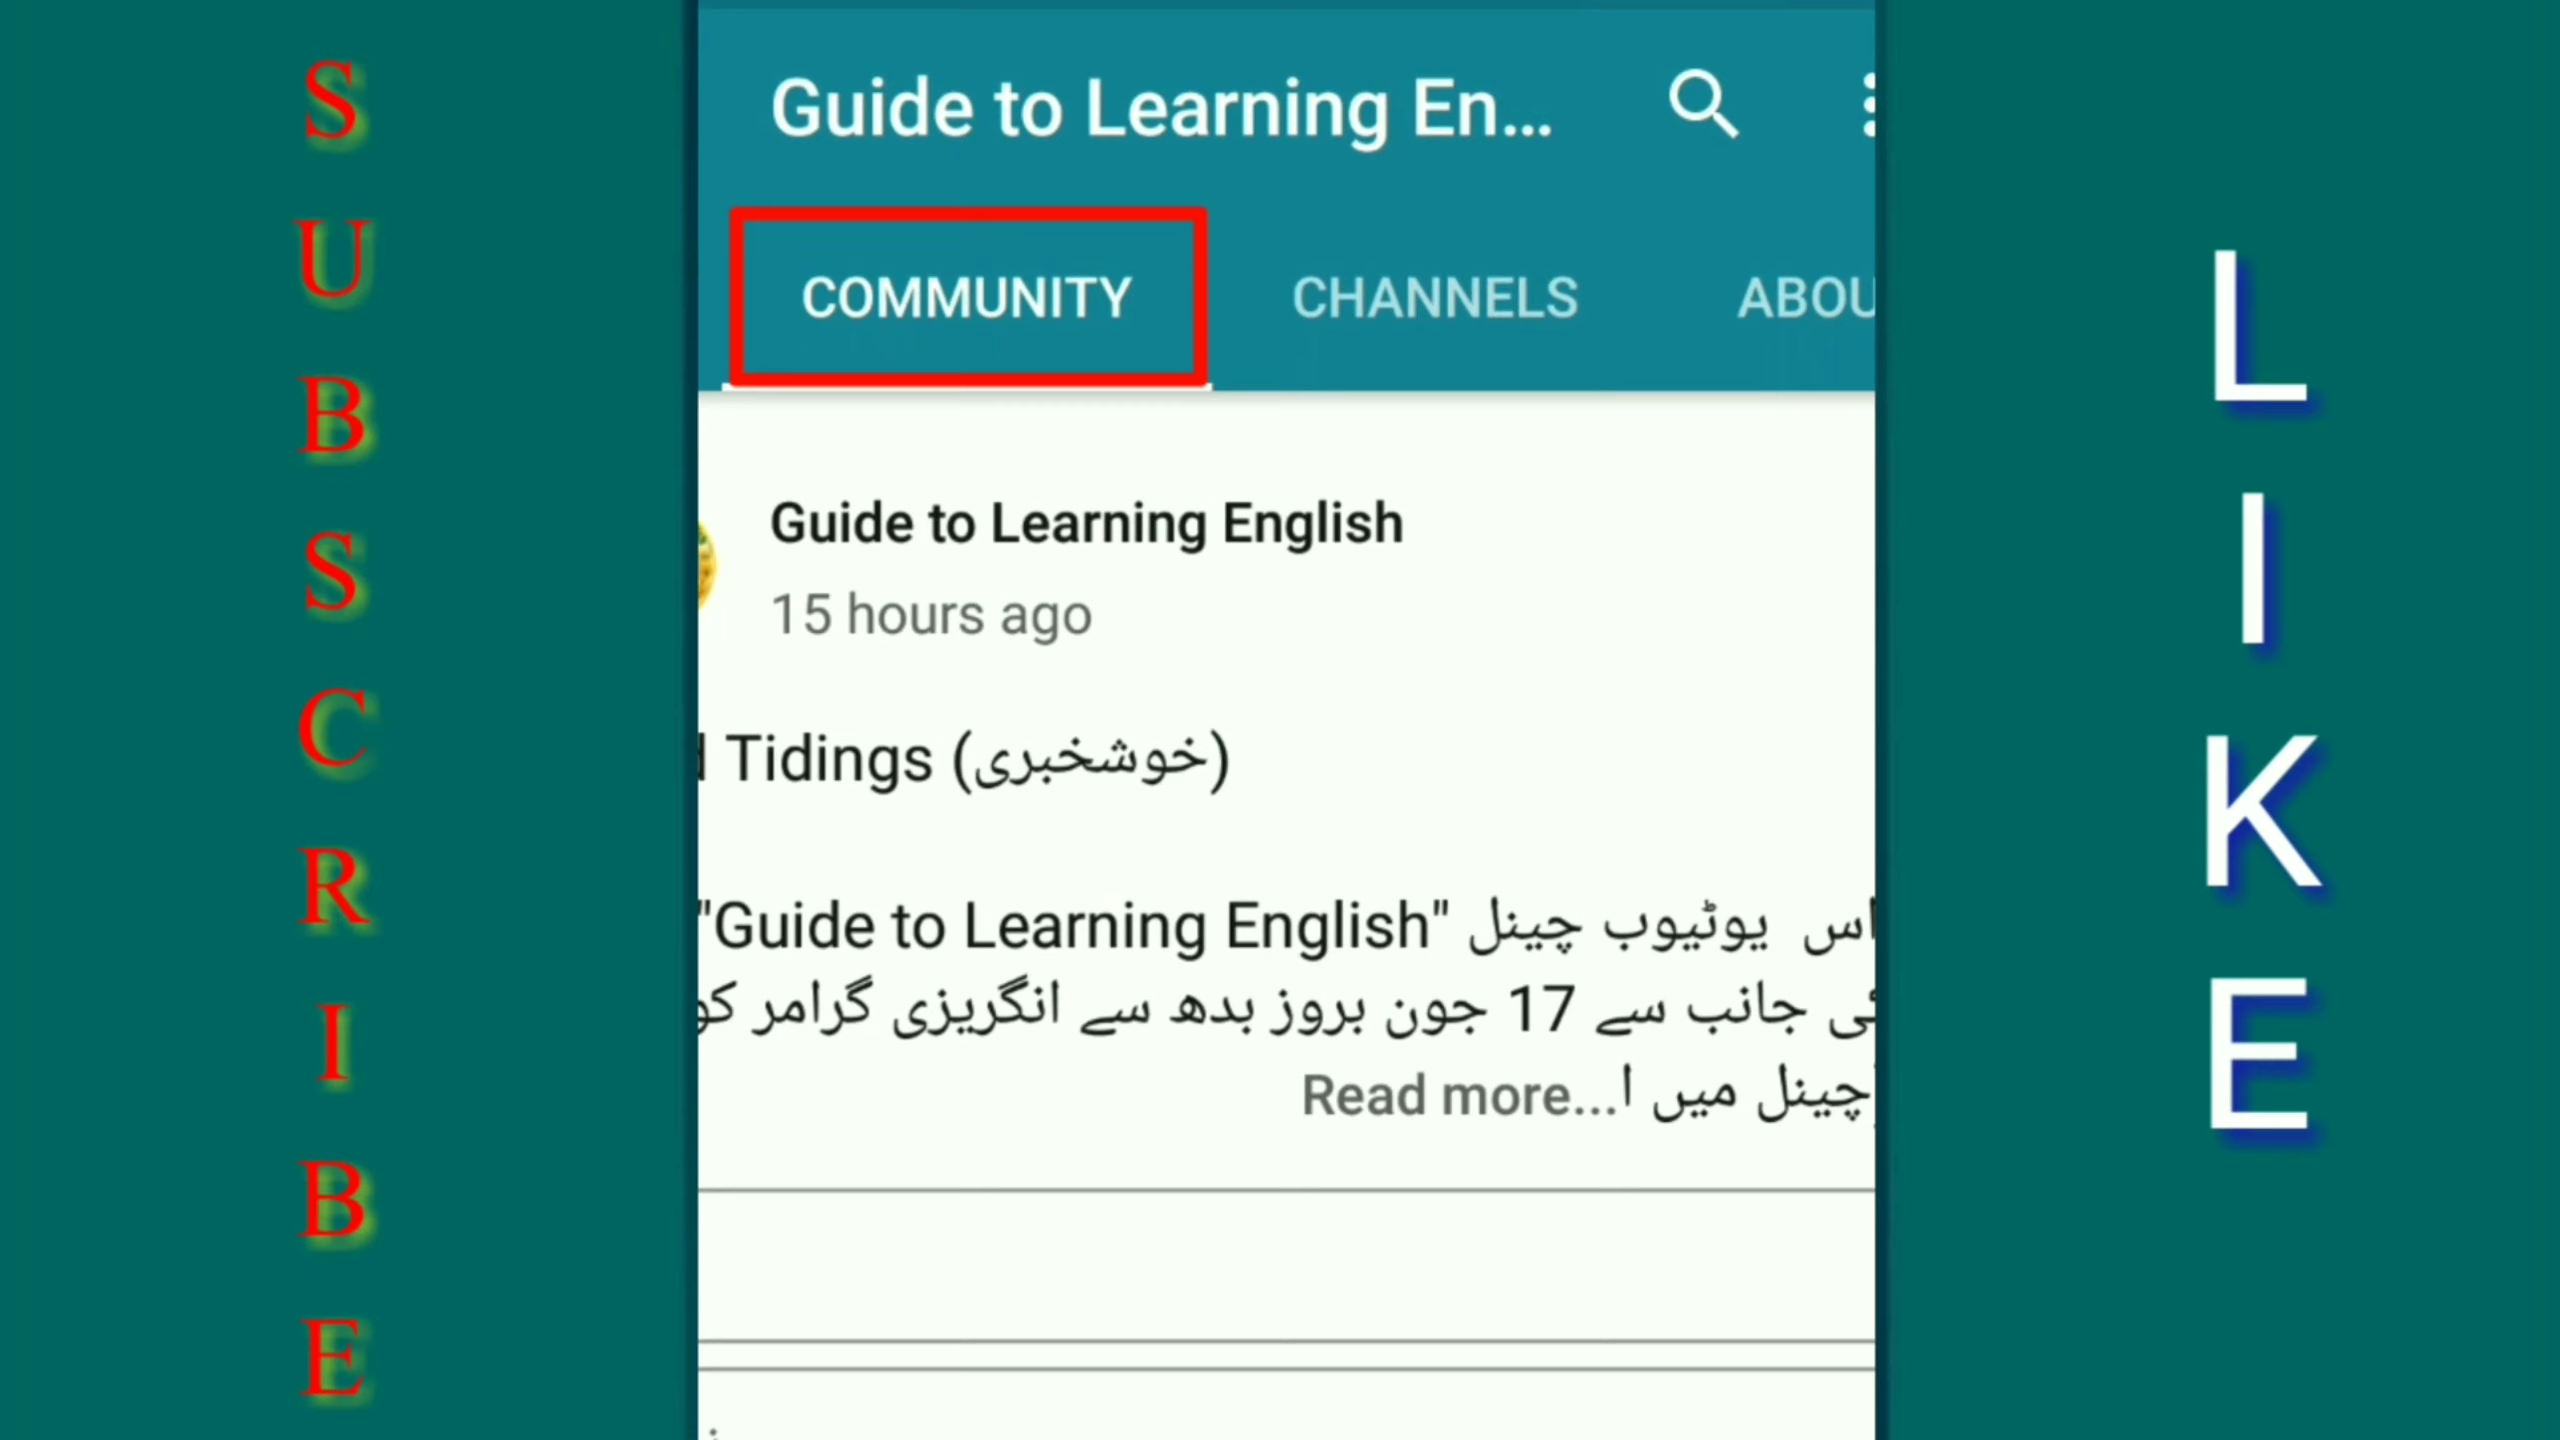 SUBSCRIBE
Guide to Learning En...
COMMUNITY CHANNELS ABOU
Guide to Learning English
15 hours ago
Tidings (خوشخبری)
اس یوٹیوب چینل "Guide to Learning English"
کی جانب سے 17 جون بروز بدھ سے انگریزی گرامر کو
چینل میں ا...Read more
LIKE